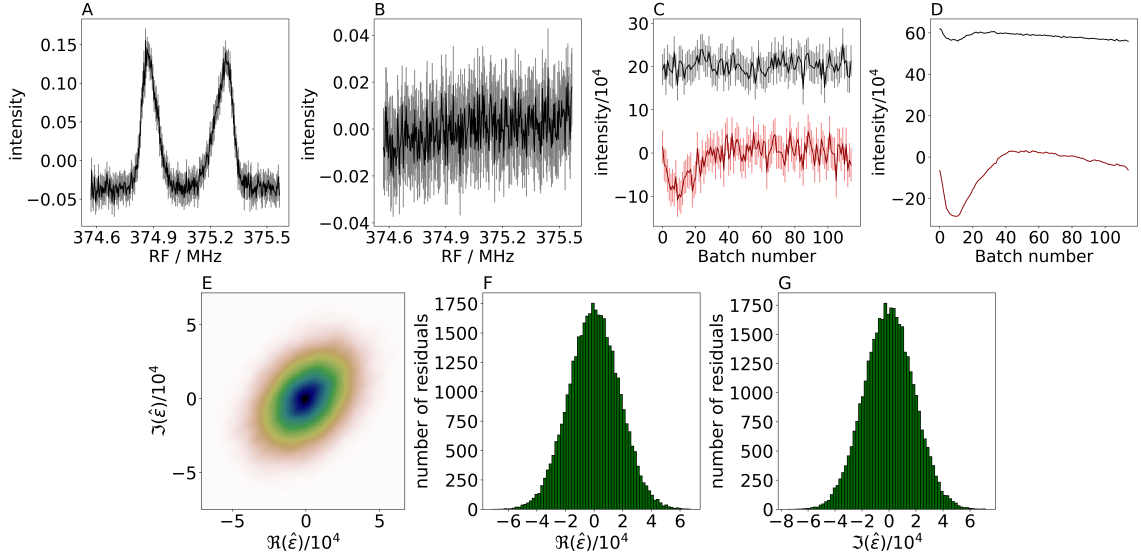 A
0.15
0.10
0.05
0.00
−0.05
intensity
374.6 374.9 375.2 375.5
RF / MHz
B
0.04
0.02
0.00
−0.02
−0.04
intensity
374.6 374.9 375.2 375.5
RF / MHz
C
30
20
10
0
−10
intensity/10⁴
0 20 40 60 80 100
Batch number
D
60
40
20
0
−20
intensity/10⁴
0 20 40 60 80 100
Batch number
E
5
0
−5
ℑ(ε̂)/10⁴
−5 0 5
ℜ(ε̂)/10⁴
F
1750
1500
1250
1000
750
500
250
0
number of residuals
−6 −4 −2 0 2 4 6
ℜ(ε̂)/10⁴
G
1750
1500
1250
1000
750
500
250
0
number of residuals
−8 −6 −4 −2 0 2 4 6
ℑ(ε̂)/10⁴